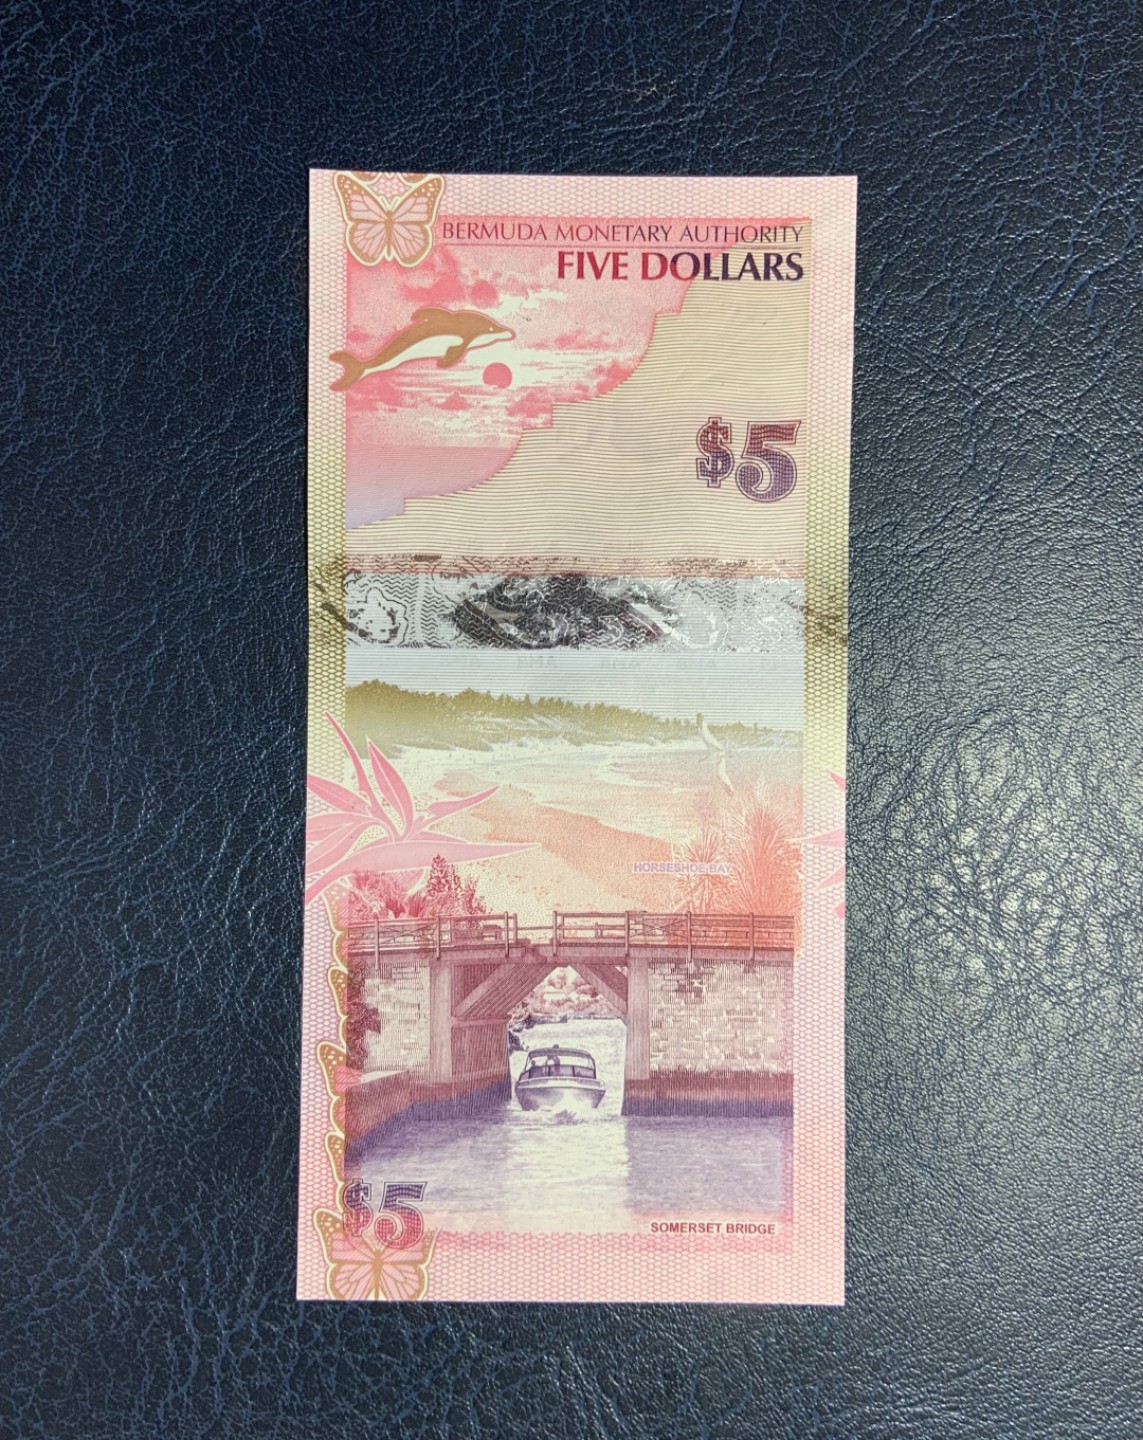 BERMUDA MONETARY AUTHORITY
FIVE DOLLARS
$5
HORSESHOE BAY
$5
SOMERSET BRIDGE